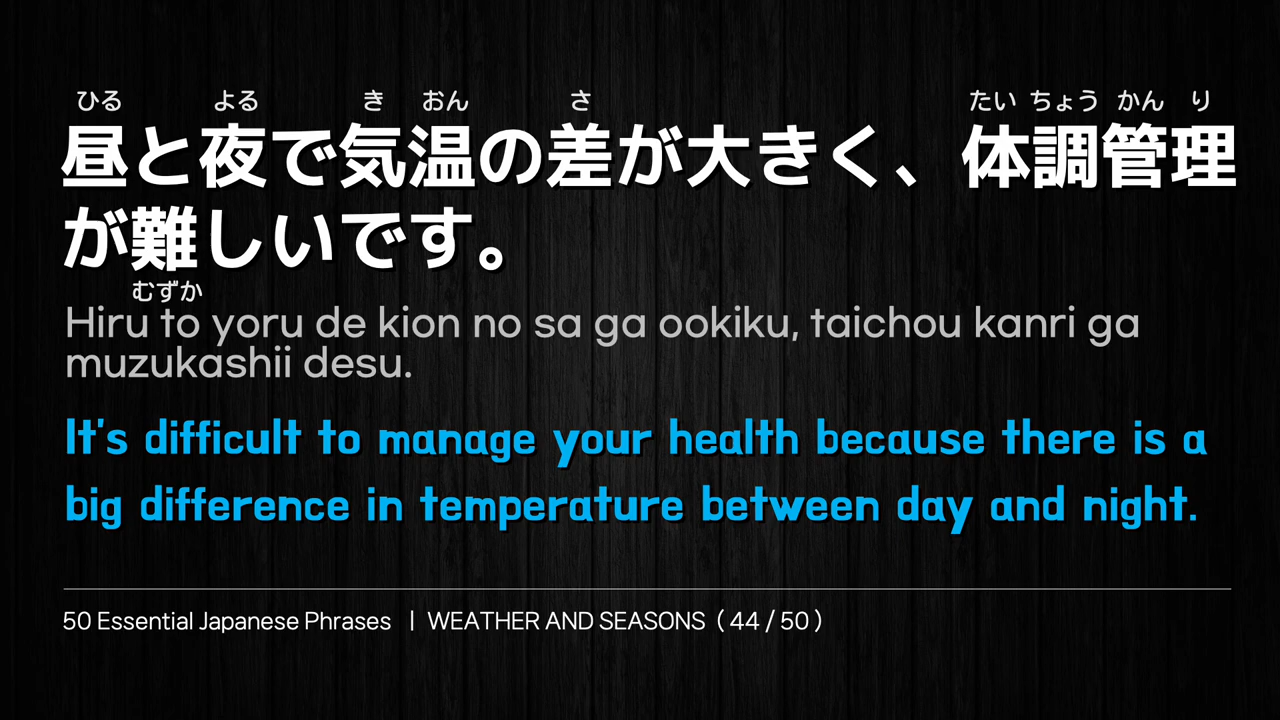 ひる よる き おん さ たい ちょう かん り
昼と夜で気温の差が大きく、体調管理
が難しいです。
むずか
Hiru to yoru de kion no sa ga ookiku, taichou kanri ga
muzukashii desu.
It's difficult to manage your health because there is a
big difference in temperature between day and night.
50 Essential Japanese Phrases | WEATHER AND SEASONS ( 44 / 50 )